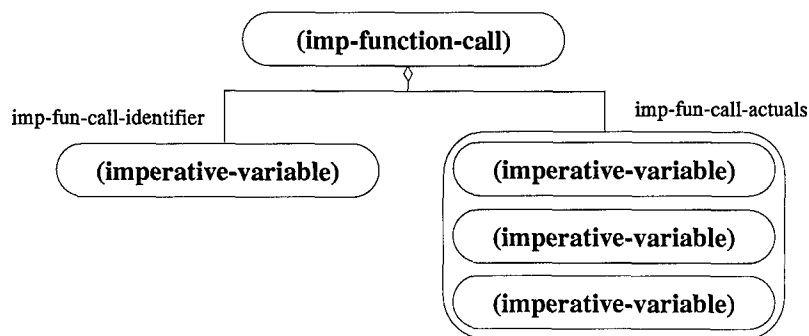 (imp-function-call)
imp-fun-call-identifier
imp-fun-call-actuals
(imperative-variable)
(imperative-variable)
(imperative-variable)
(imperative-variable)